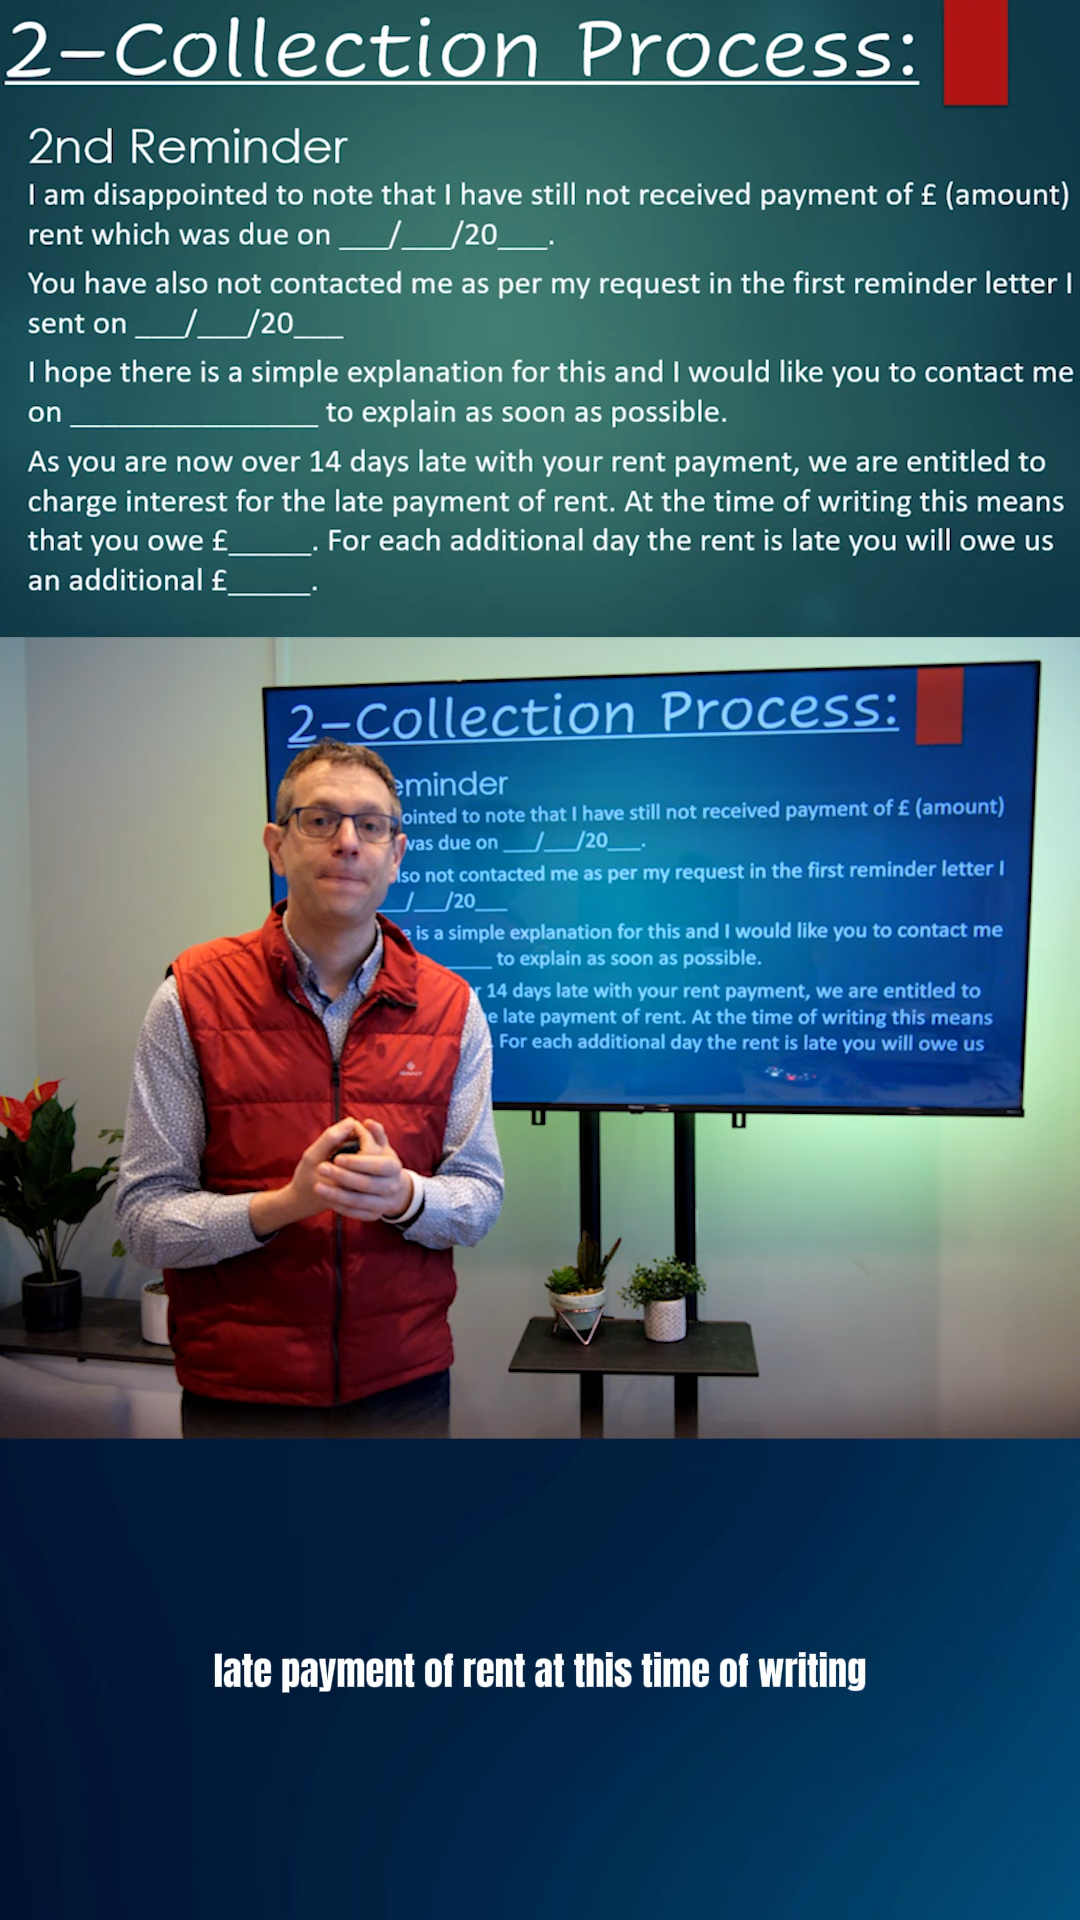 2–Collection Process:
2nd Reminder
I am disappointed to note that I have still not received payment of £ (amount)
rent which was due on ___/___/20___.
You have also not contacted me as per my request in the first reminder letter I
sent on ___/___/20___
I hope there is a simple explanation for this and I would like you to contact me
on _______________ to explain as soon as possible.
As you are now over 14 days late with your rent payment, we are entitled to
charge interest for the late payment of rent. At the time of writing this means
that you owe £_____. For each additional day the rent is late you will owe us
an additional £_____.
2–Collection Process:
eminder
ointed to note that I have still not received payment of £ (amount)
was due on ___/___/20___.
lso not contacted me as per my request in the first reminder letter I
__/___/20___
e is a simple explanation for this and I would like you to contact me
___ to explain as soon as possible.
r 14 days late with your rent payment, we are entitled to
e late payment of rent. At the time of writing this means
. For each additional day the rent is late you will owe us
late payment of rent at this time of writing